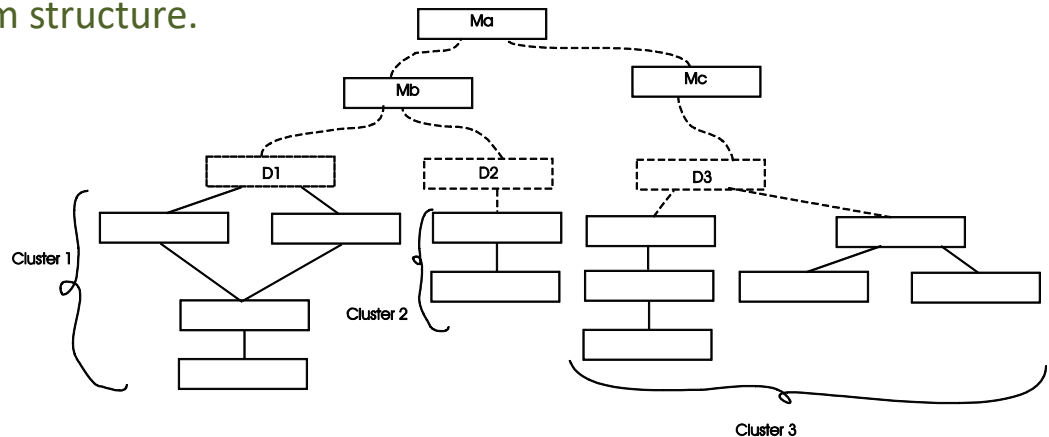 m structure.
Ma
Mb
Mc
D1
D2
D3
Cluster 1
Cluster 2
Cluster 3